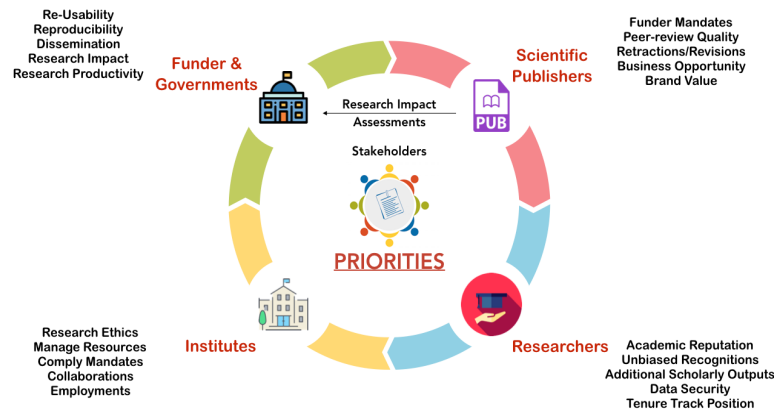 Re-Usability
Reproducibility
Dissemination
Research Impact
Research Productivity
Funder &
Governments
Scientific
Publishers
Funder Mandates
Peer-review Quality
Retractions/Revisions
Business Opportunity
Brand Value
PUB
Research Impact
Assessments
Stakeholders
PRIORITIES
Institutes
Research Ethics
Manage Resources
Comply Mandates
Collaborations
Employments
Researchers
Academic Reputation
Unbiased Recognitions
Additional Scholarly Outputs
Data Security
Tenure Track Position